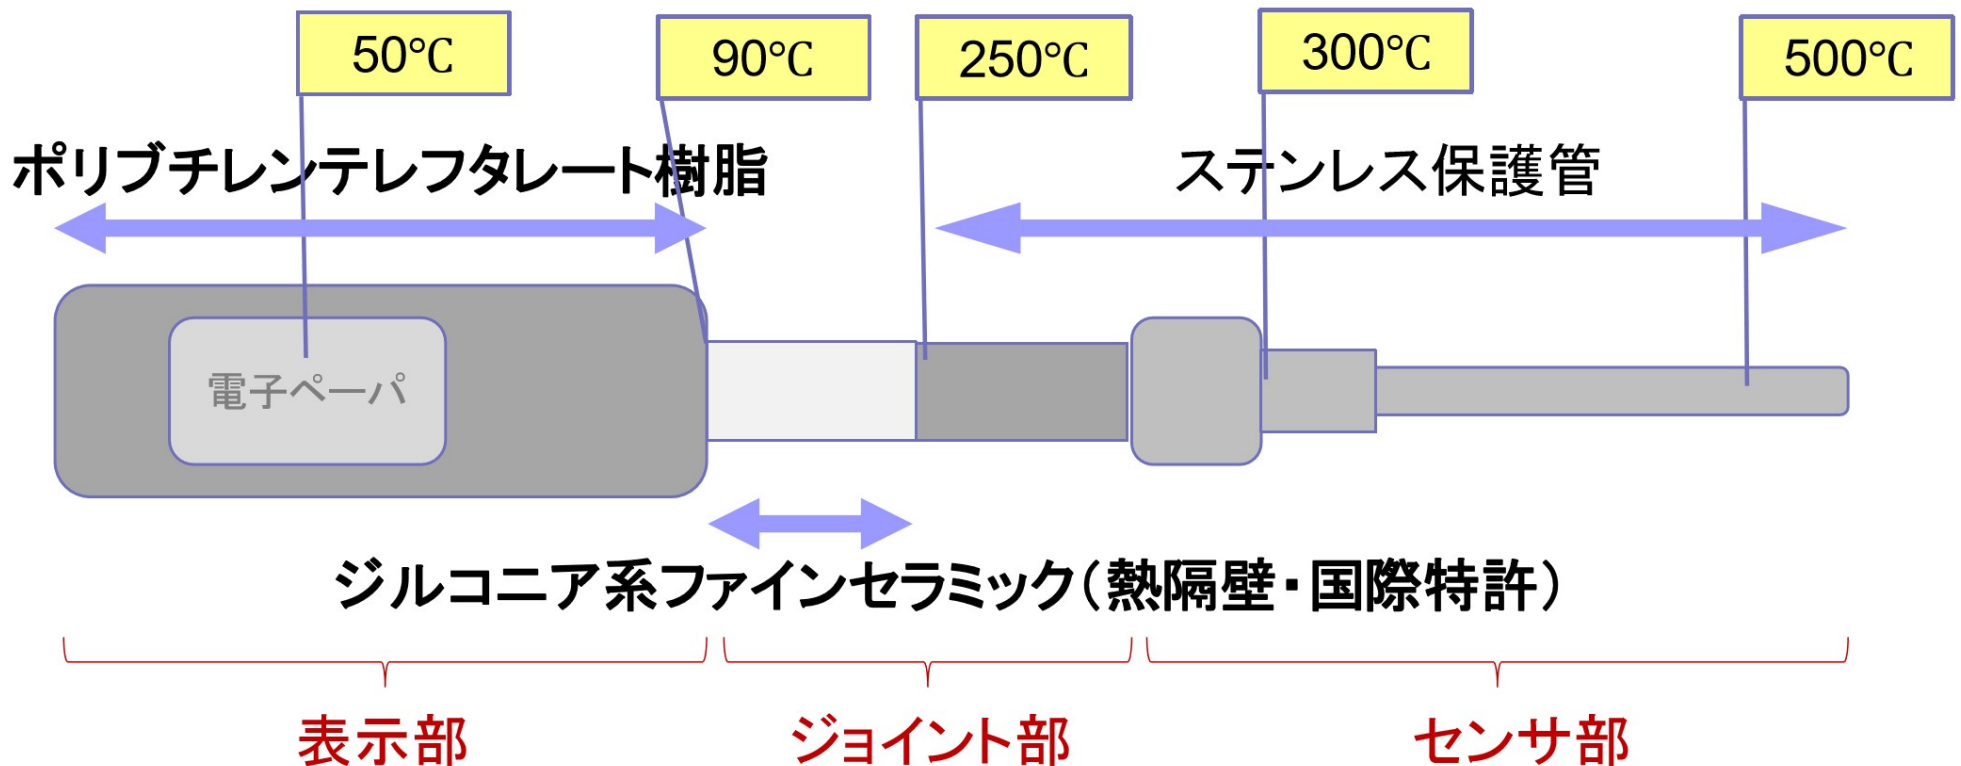 50℃ 90℃ 250℃ 300℃ 500℃
ポリブチレンテレフタレート樹脂 ステンレス保護管
電子ペーパ
ジルコニア系ファインセラミック(熱隔壁・国際特許)
表示部 ジョイント部 センサ部